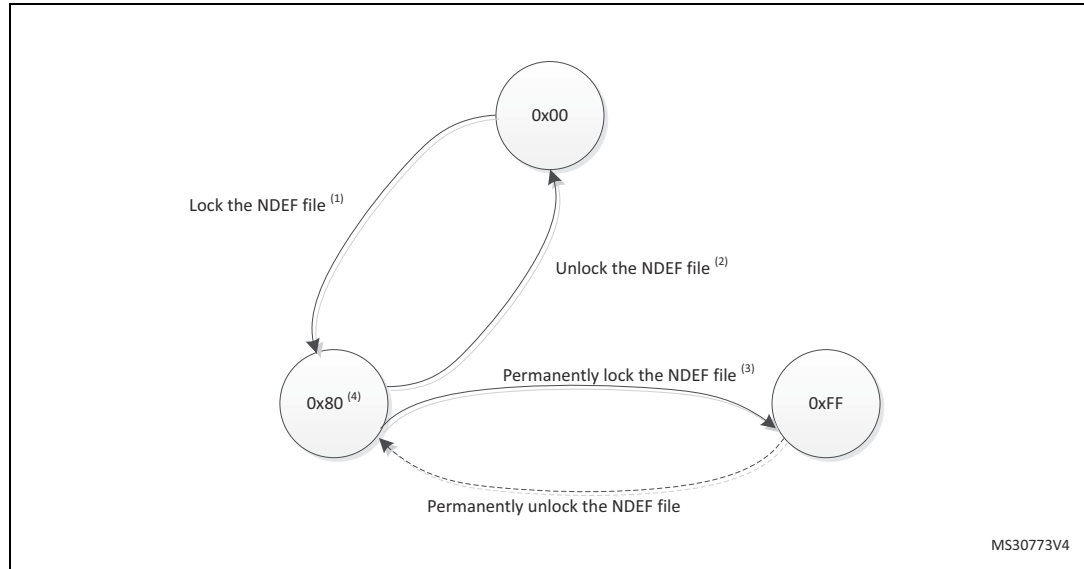 0x00
Lock the NDEF file (1)
Unlock the NDEF file (2)
Permanently lock the NDEF file (3)
0x80 (4)
0xFF
Permanently unlock the NDEF file
MS30773V4